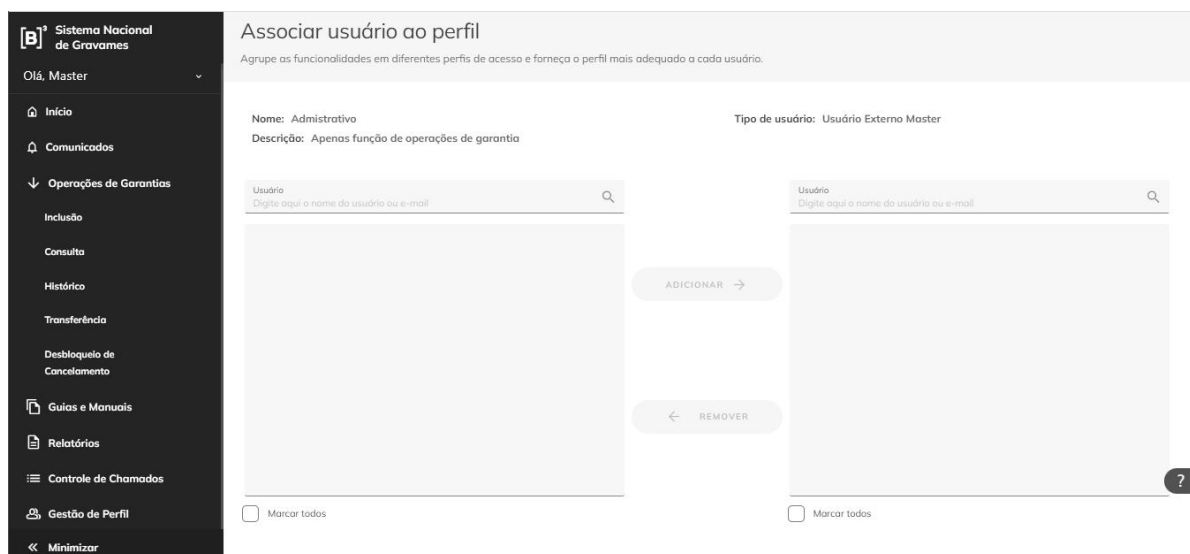 [B]³ Sistema Nacional
de Gravames
Olá, Master
Início
Comunicados
Operações de Garantias
Inclusão
Consulta
Histórico
Transferência
Desbloqueio de
Cancelamento
Guias e Manuais
Relatórios
Controle de Chamados
Gestão de Perfil
Minimizar
Associar usuário ao perfil
Agrupe as funcionalidades em diferentes perfis de acesso e forneça o perfil mais adequado a cada usuário.
Nome: Admistrativo
Tipo de usuário: Usuário Externo Master
Descrição: Apenas função de operações de garantia
Usuário
Digite aqui o nome do usuário ou e-mail
Marcar todos
ADICIONAR
REMOVER
Usuário
Digite aqui o nome do usuário ou e-mail
Marcar todos
?